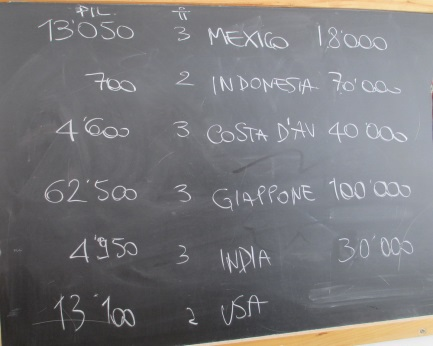 PIL.
13'050 3 MEXICO 18'000
700 2 INDONESIA 70'000
4'600 3 COSTA D'AV 40'000
62'500 3 GIAPPONE 100'000
4'950 3 INDIA 30'000
13'100 2 USA